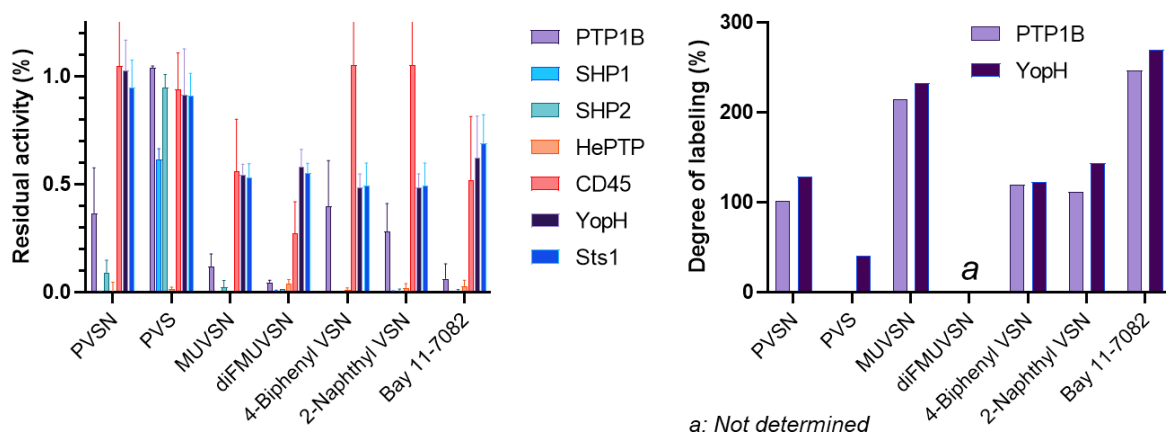 Residual activity (%)
1.0
0.5
0.0
PVSN
PVS
MUVSN
diFMUVSN
4-Biphenyl VSN
2-Naphthyl VSN
Bay 11-7082
PTP1B
SHP1
SHP2
HePTP
CD45
YopH
Sts1
Degree of labeling (%)
300
200
100
0
PTP1B
YopH
a
PVSN
PVS
MUVSN
diFMUVSN
4-Biphenyl VSN
2-Naphthyl VSN
Bay 11-7082
a: Not determined